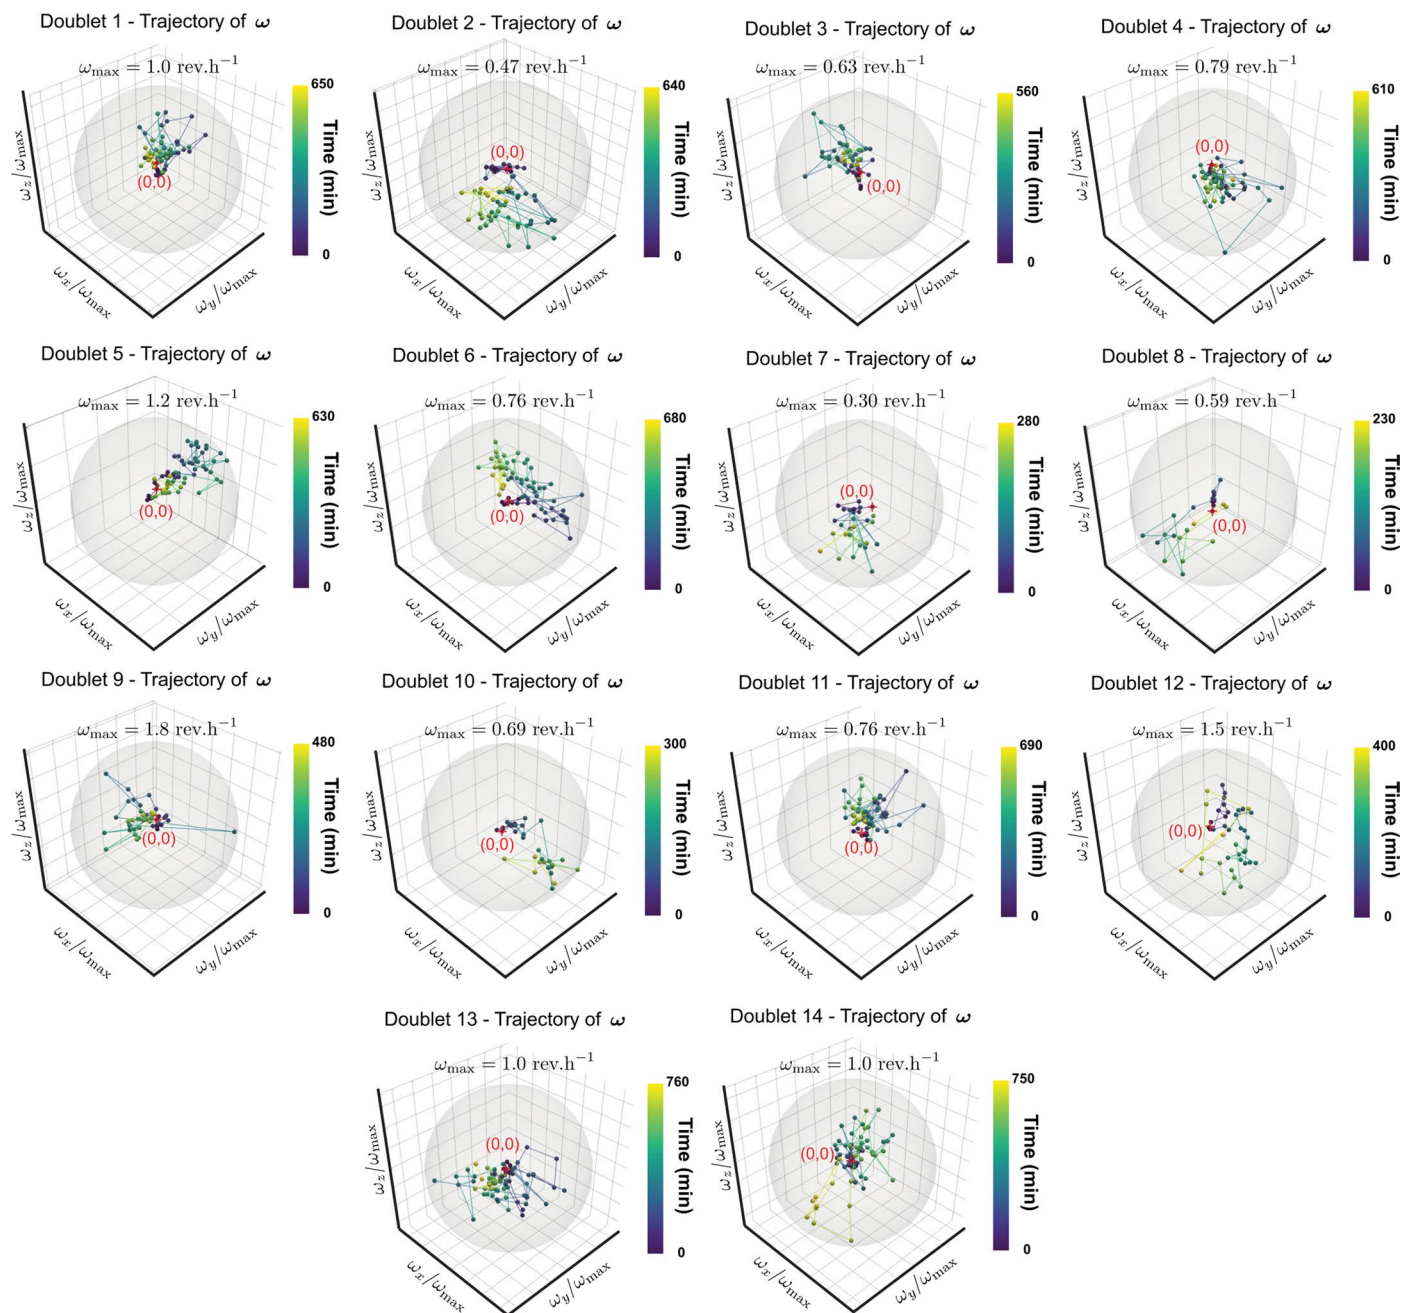 Doublet 1 - Trajectory of ω
ω_max = 1.0 rev.h⁻¹
650
Time (min)
0
(0,0)
ω_z/ω_max
ω_x/ω_max
ω_y/ω_max
Doublet 2 - Trajectory of ω
ω_max = 0.47 rev.h⁻¹
640
Time (min)
0
(0,0)
ω_z/ω_max
ω_x/ω_max
ω_y/ω_max
Doublet 3 - Trajectory of ω
ω_max = 0.63 rev.h⁻¹
560
Time (min)
0
(0,0)
ω_z/ω_max
ω_x/ω_max
ω_y/ω_max
Doublet 4 - Trajectory of ω
ω_max = 0.79 rev.h⁻¹
610
Time (min)
0
(0,0)
ω_z/ω_max
ω_x/ω_max
ω_y/ω_max
Doublet 5 - Trajectory of ω
ω_max = 1.2 rev.h⁻¹
630
Time (min)
0
(0,0)
ω_z/ω_max
ω_x/ω_max
ω_y/ω_max
Doublet 6 - Trajectory of ω
ω_max = 0.76 rev.h⁻¹
680
Time (min)
0
(0,0)
ω_z/ω_max
ω_x/ω_max
ω_y/ω_max
Doublet 7 - Trajectory of ω
ω_max = 0.30 rev.h⁻¹
280
Time (min)
0
(0,0)
ω_z/ω_max
ω_x/ω_max
ω_y/ω_max
Doublet 8 - Trajectory of ω
ω_max = 0.59 rev.h⁻¹
230
Time (min)
0
(0,0)
ω_z/ω_max
ω_x/ω_max
ω_y/ω_max
Doublet 9 - Trajectory of ω
ω_max = 1.8 rev.h⁻¹
480
Time (min)
0
(0,0)
ω_z/ω_max
ω_x/ω_max
ω_y/ω_max
Doublet 10 - Trajectory of ω
ω_max = 0.69 rev.h⁻¹
300
Time (min)
0
(0,0)
ω_z/ω_max
ω_x/ω_max
ω_y/ω_max
Doublet 11 - Trajectory of ω
ω_max = 0.76 rev.h⁻¹
690
Time (min)
0
(0,0)
ω_z/ω_max
ω_x/ω_max
ω_y/ω_max
Doublet 12 - Trajectory of ω
ω_max = 1.5 rev.h⁻¹
400
Time (min)
0
(0,0)
ω_z/ω_max
ω_x/ω_max
ω_y/ω_max
Doublet 13 - Trajectory of ω
ω_max = 1.0 rev.h⁻¹
760
Time (min)
0
(0,0)
ω_z/ω_max
ω_x/ω_max
ω_y/ω_max
Doublet 14 - Trajectory of ω
ω_max = 1.0 rev.h⁻¹
750
Time (min)
0
(0,0)
ω_z/ω_max
ω_x/ω_max
ω_y/ω_max